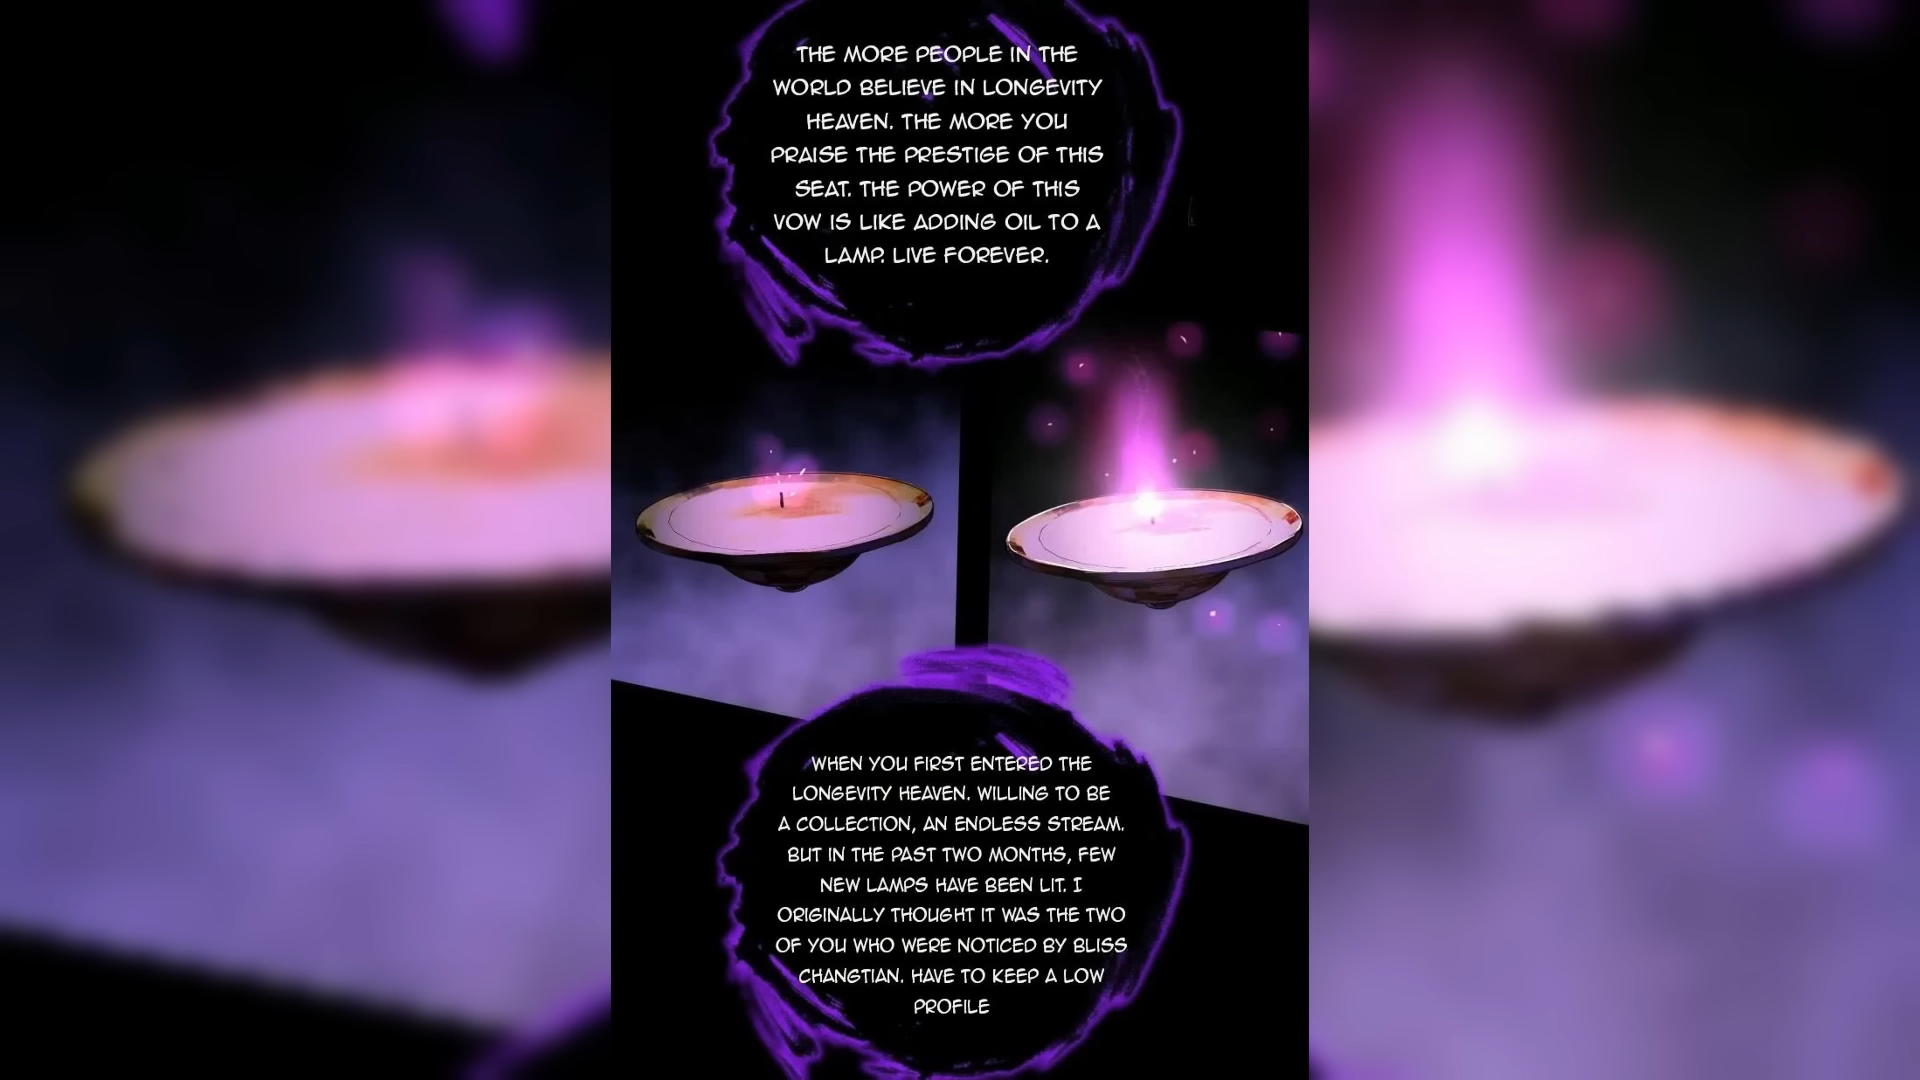 THE MORE PEOPLE IN THE
WORLD BELIEVE IN LONGEVITY
HEAVEN. THE MORE YOU
PRAISE THE PRESTIGE OF THIS
SEAT. THE POWER OF THIS
VOW IS LIKE ADDING OIL TO A
LAMP. LIVE FOREVER.
WHEN YOU FIRST ENTERED THE
LONGEVITY HEAVEN. WILLING TO BE
A COLLECTION, AN ENDLESS STREAM.
BUT IN THE PAST TWO MONTHS, FEW
NEW LAMPS HAVE BEEN LIT. I
ORIGINALLY THOUGHT IT WAS THE TWO
OF YOU WHO WERE NOTICED BY BLISS
CHANGTIAN. HAVE TO KEEP A LOW
PROFILE